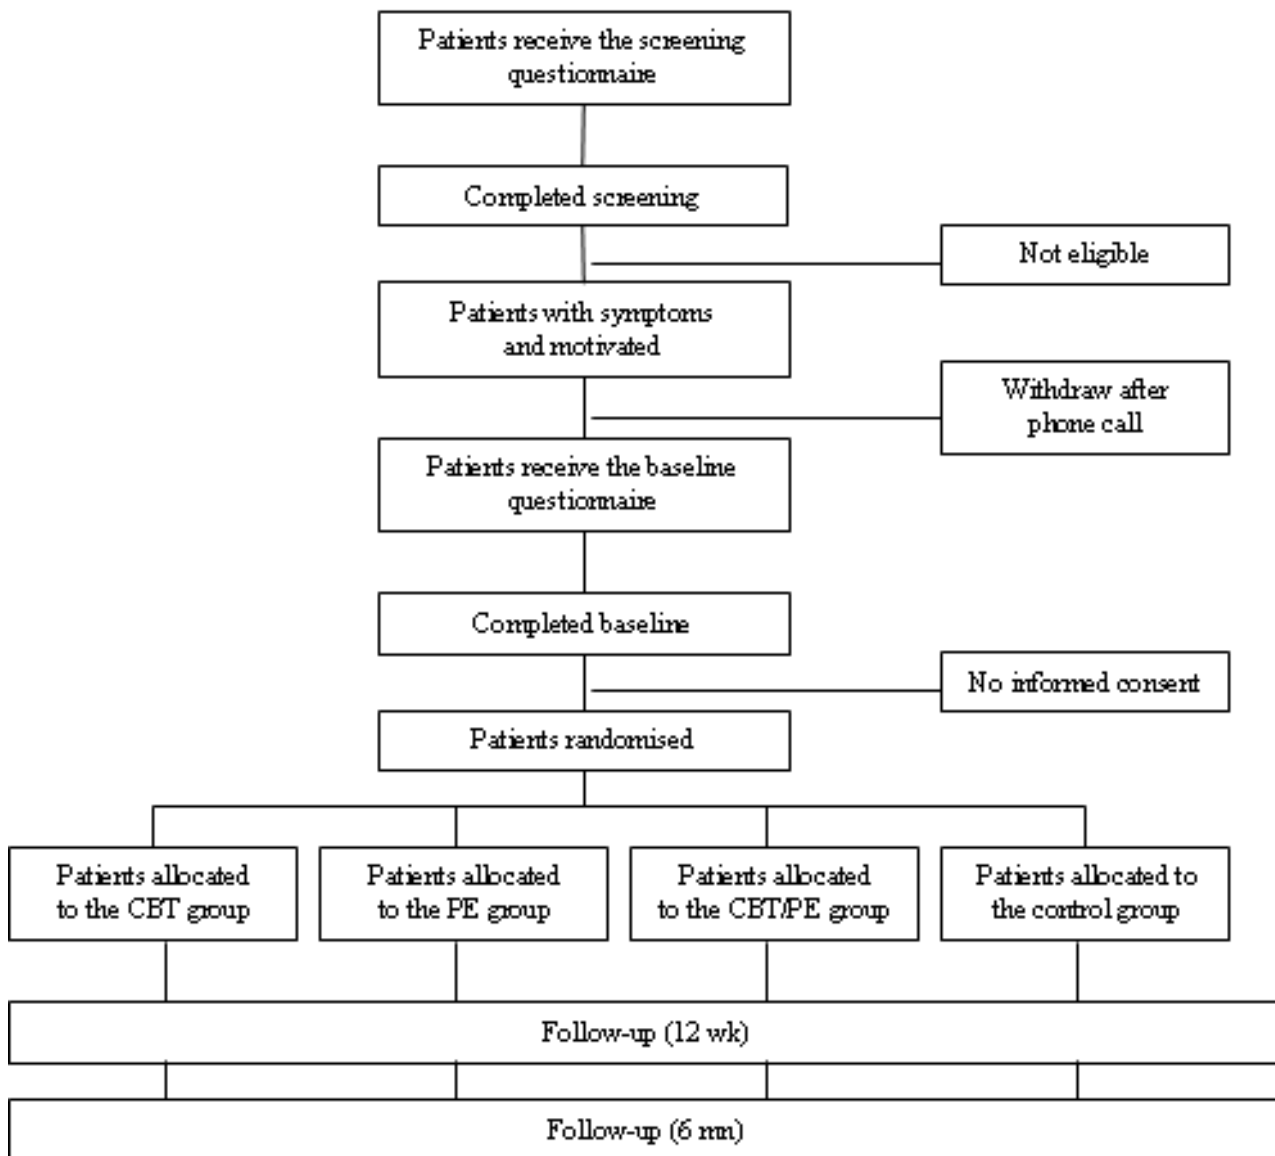 Patients receive the screening
questionnaire
Completed screening
Not eligible
Patients with symptoms
and motivated
Withdraw after
phone call
Patients receive the baseline
questionnaire
Completed baseline
No informed consent
Patients randomised
Patients allocated
to the CBT group
Patients allocated
to the PE group
Patients allocated
to the CBT/PE group
Patients allocated to
the control group
Follow-up (12 wk)
Follow-up (6 mn)